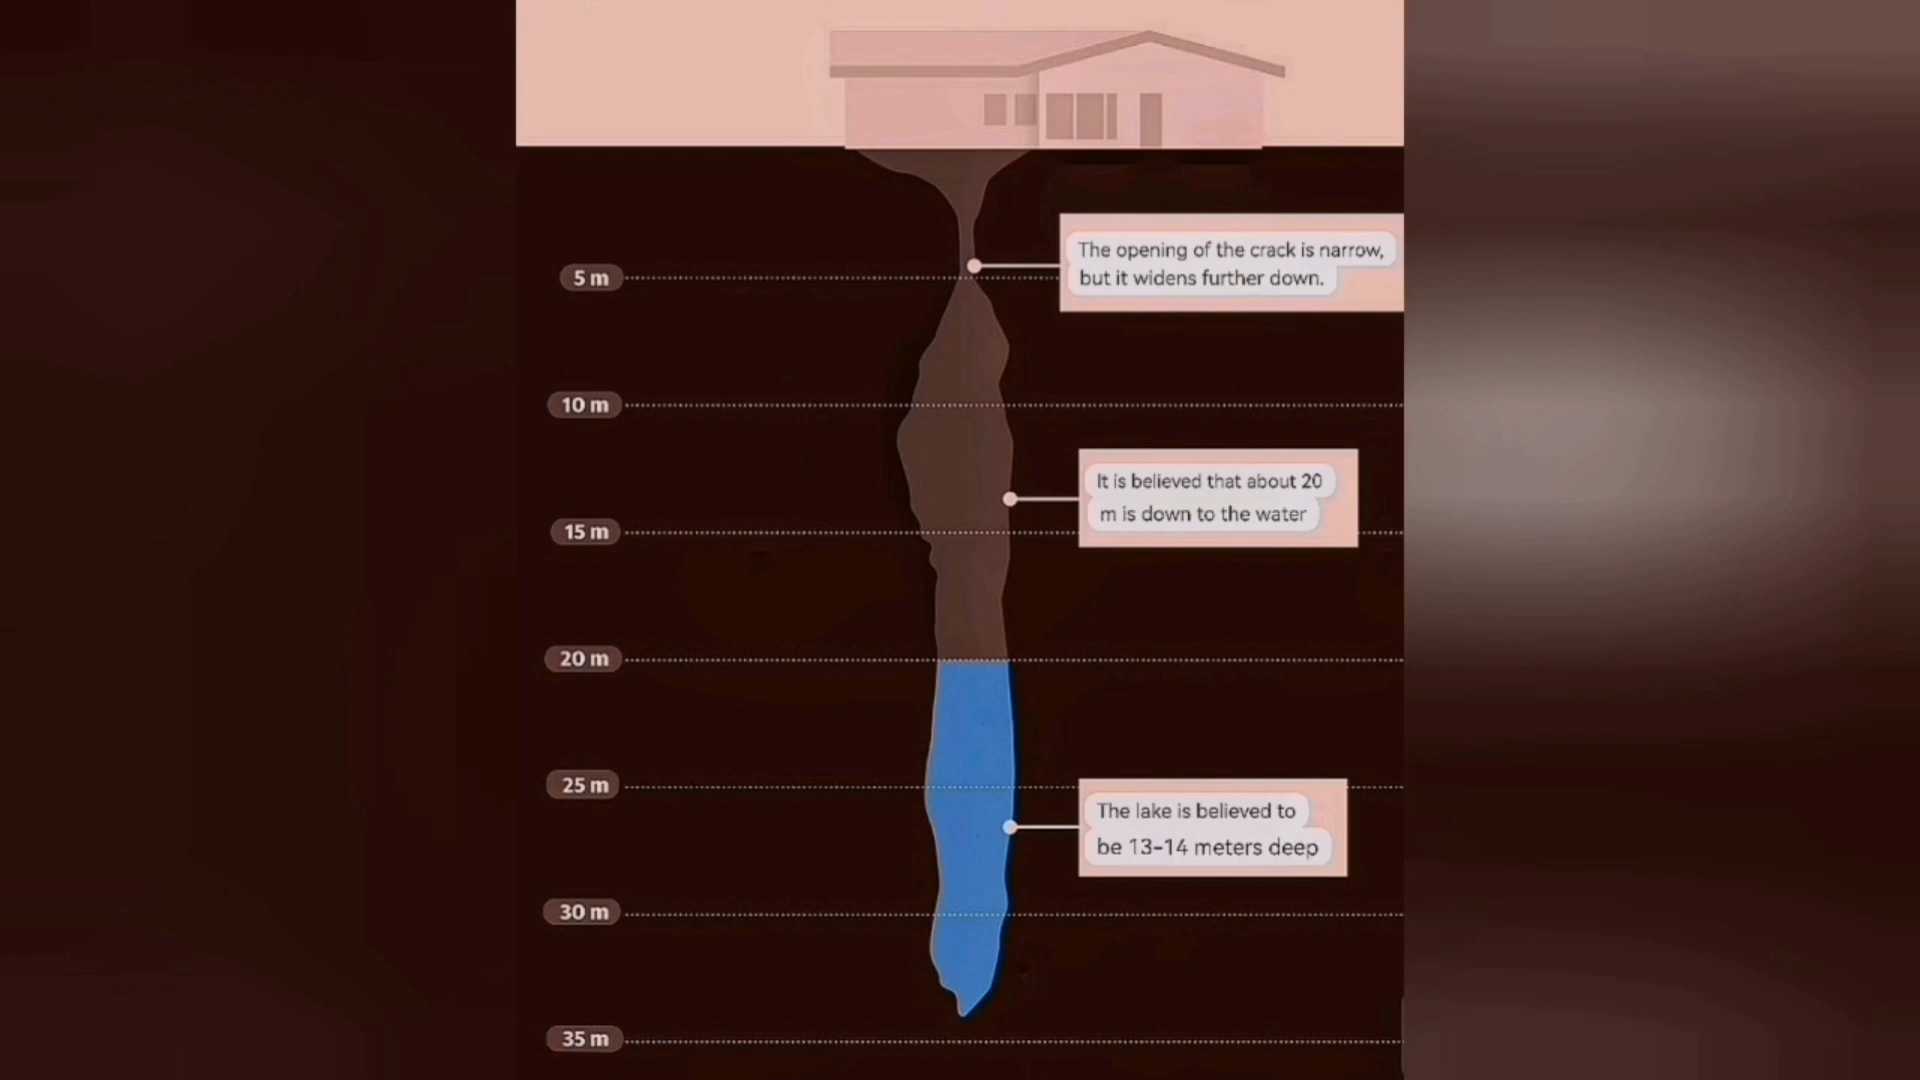 The opening of the crack is narrow,
but it widens further down.
5 m
10 m
It is believed that about 20
m is down to the water
15 m
20 m
25 m
The lake is believed to
be 13-14 meters deep
30 m
35 m